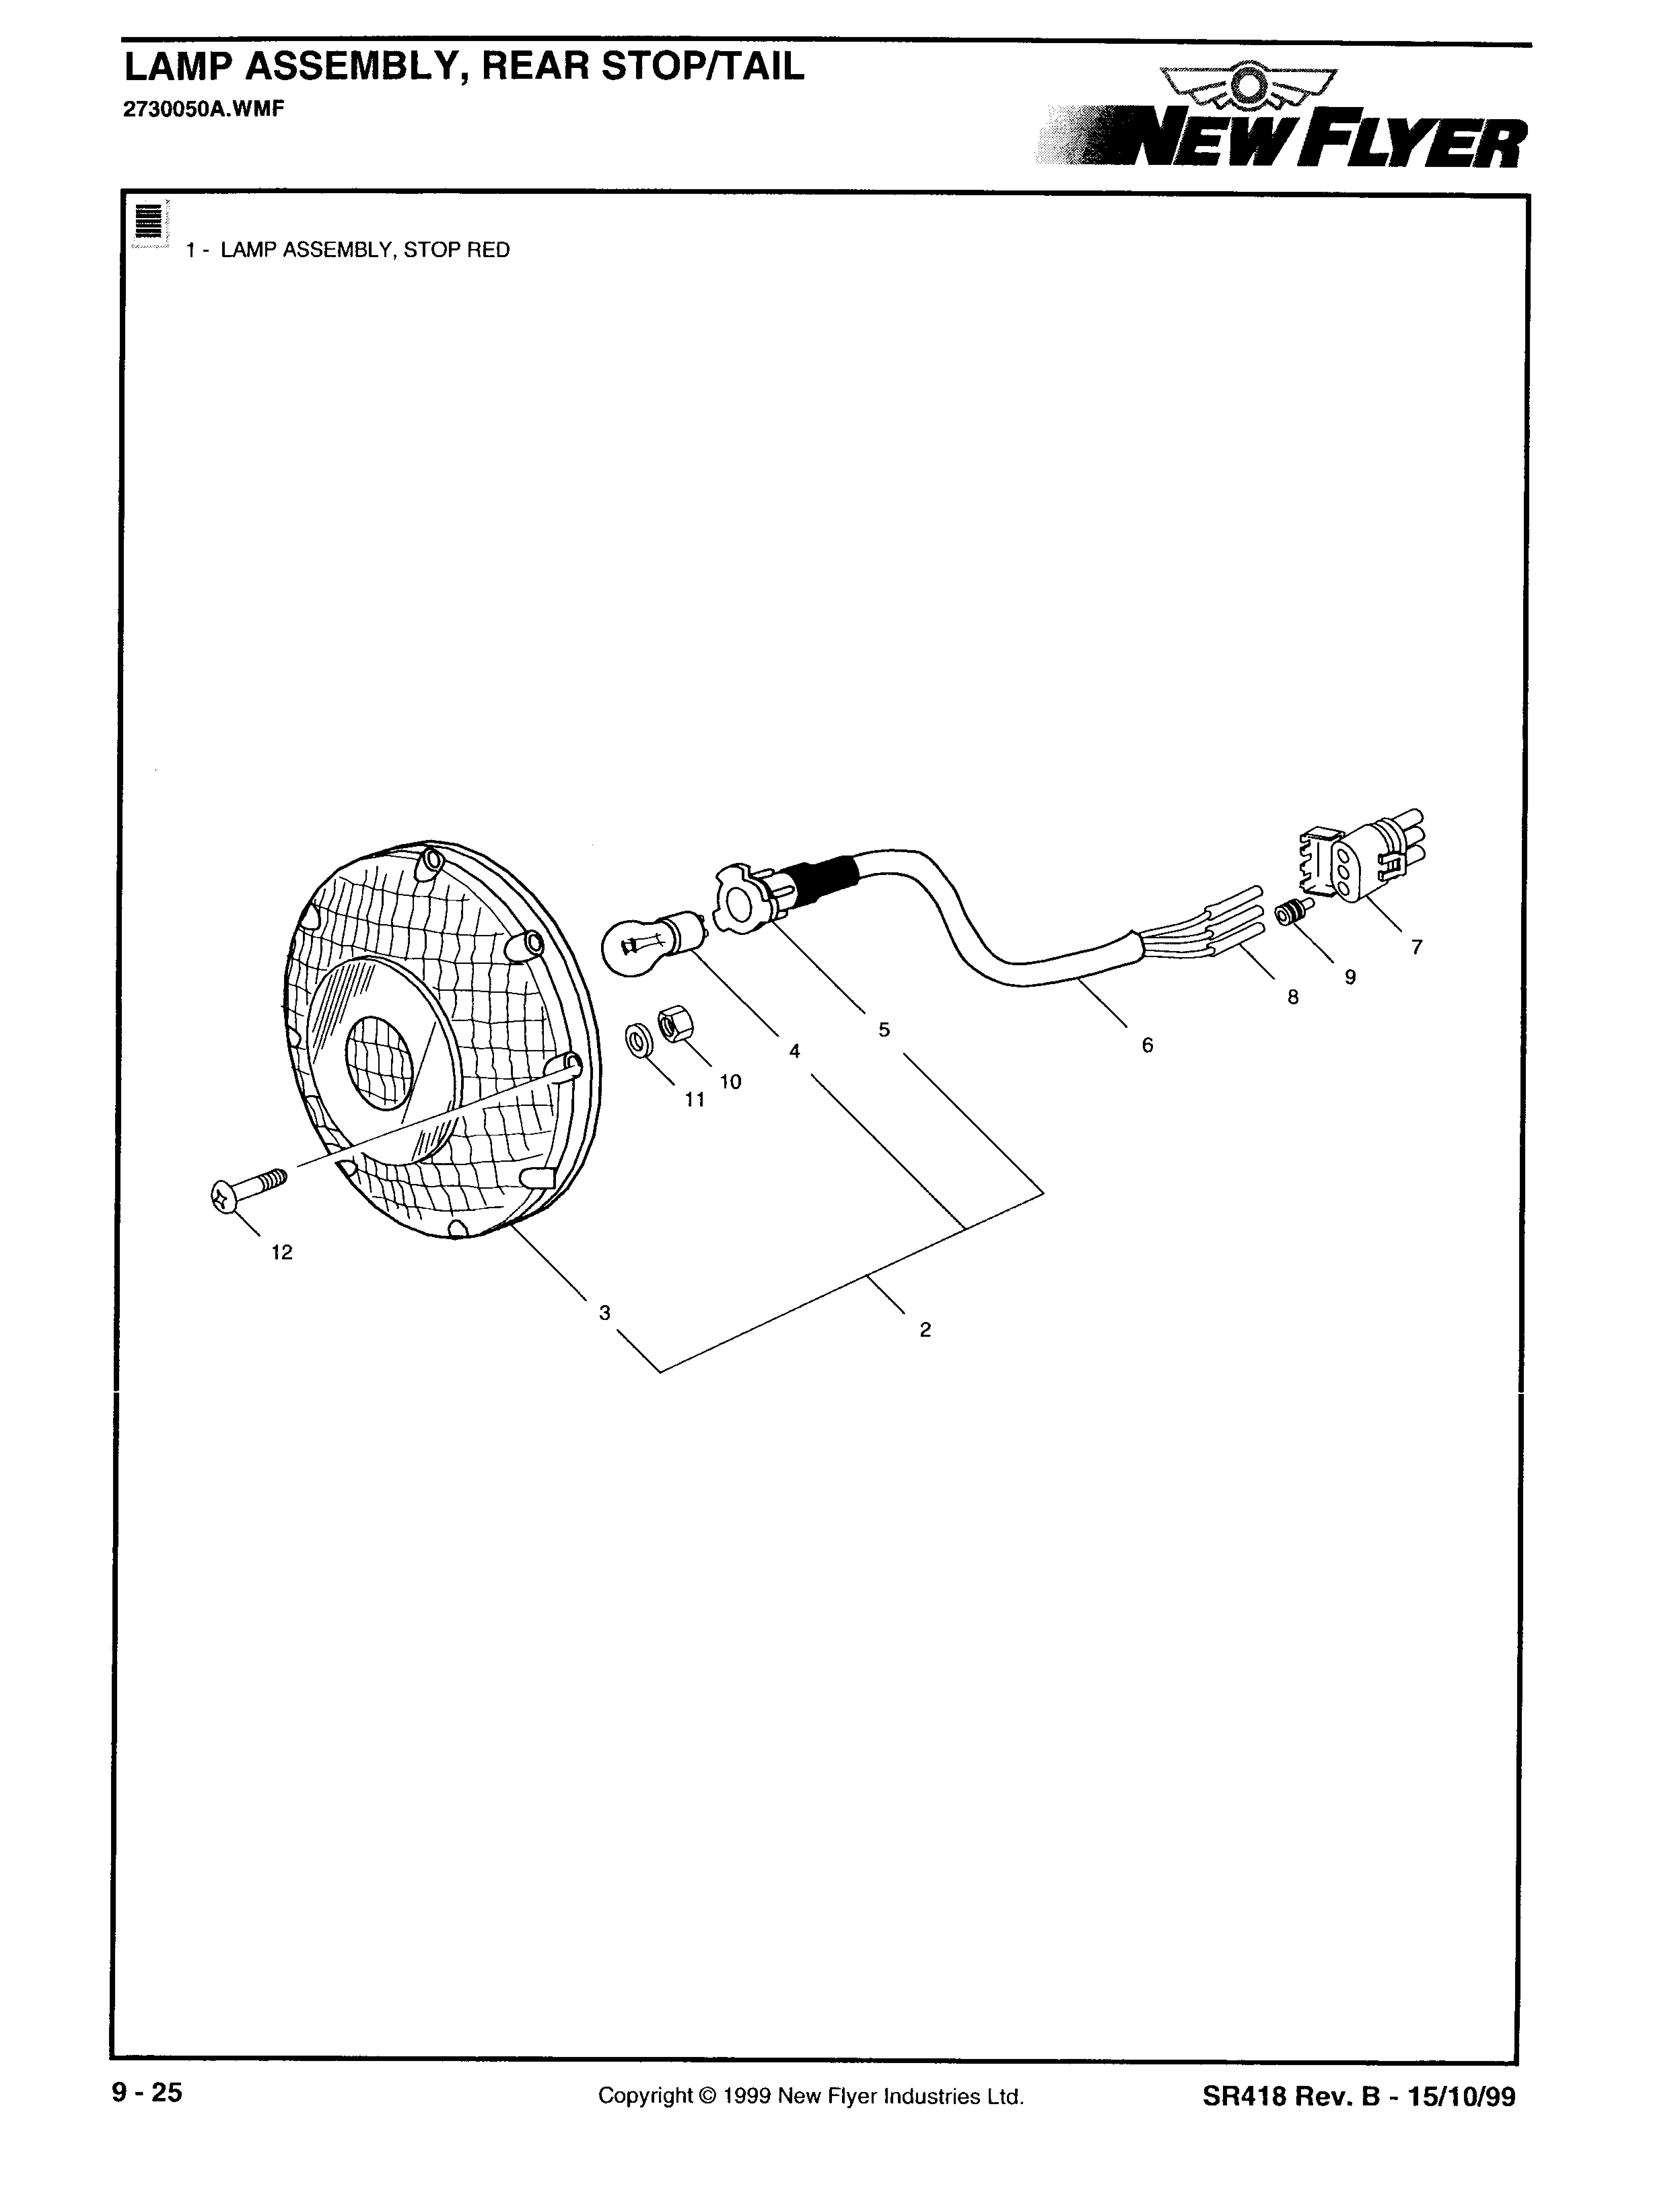 LAMP ASSEMBLY, REAR STOP/TAIL
2730050A.WMF
NEW FLYER
1 - LAMP ASSEMBLY, STOP RED
7
9
8
5
6
4
10
11
12
3
2
9 - 25
Copyright © 1999 New Flyer Industries Ltd.
SR418 Rev. B - 15/10/99